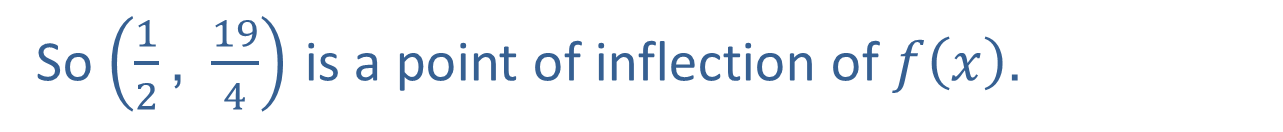 So (1/2, 19/4) is a point of inflection of f(x).